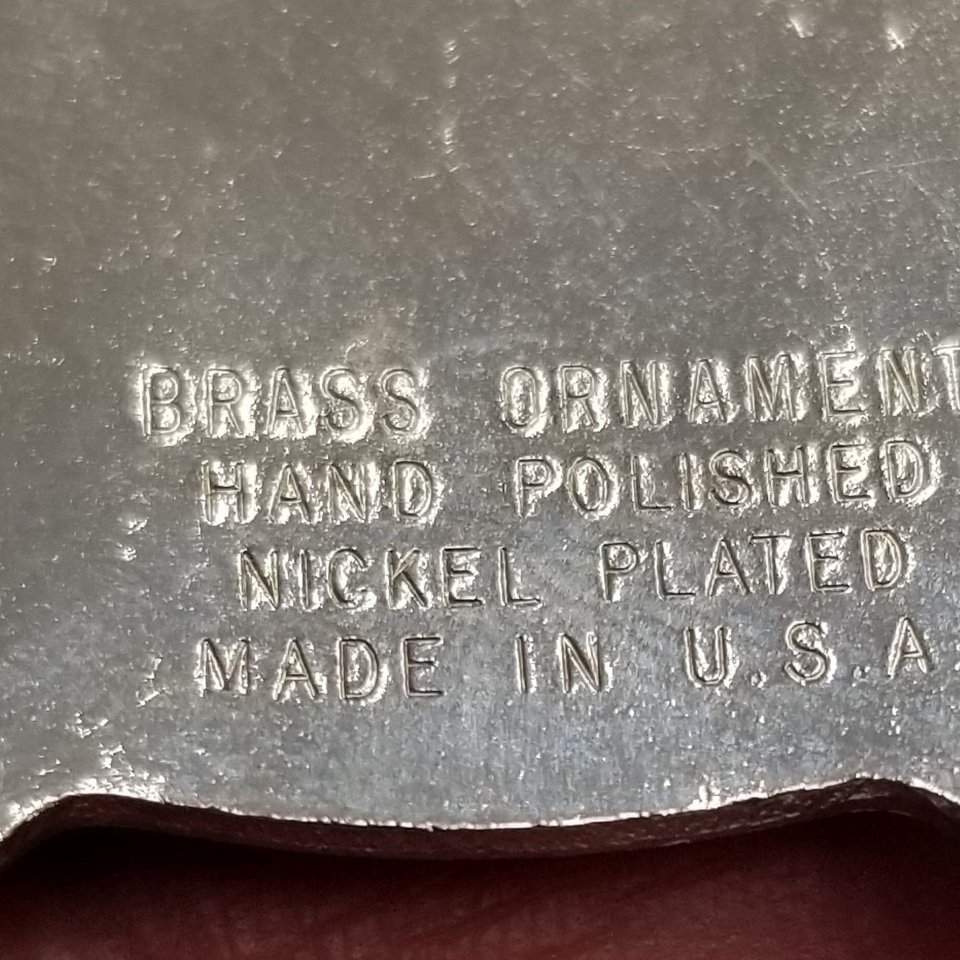 BRASS ORNAMENT
HAND POLISHED
NICKEL PLATED
MADE IN U.S.A